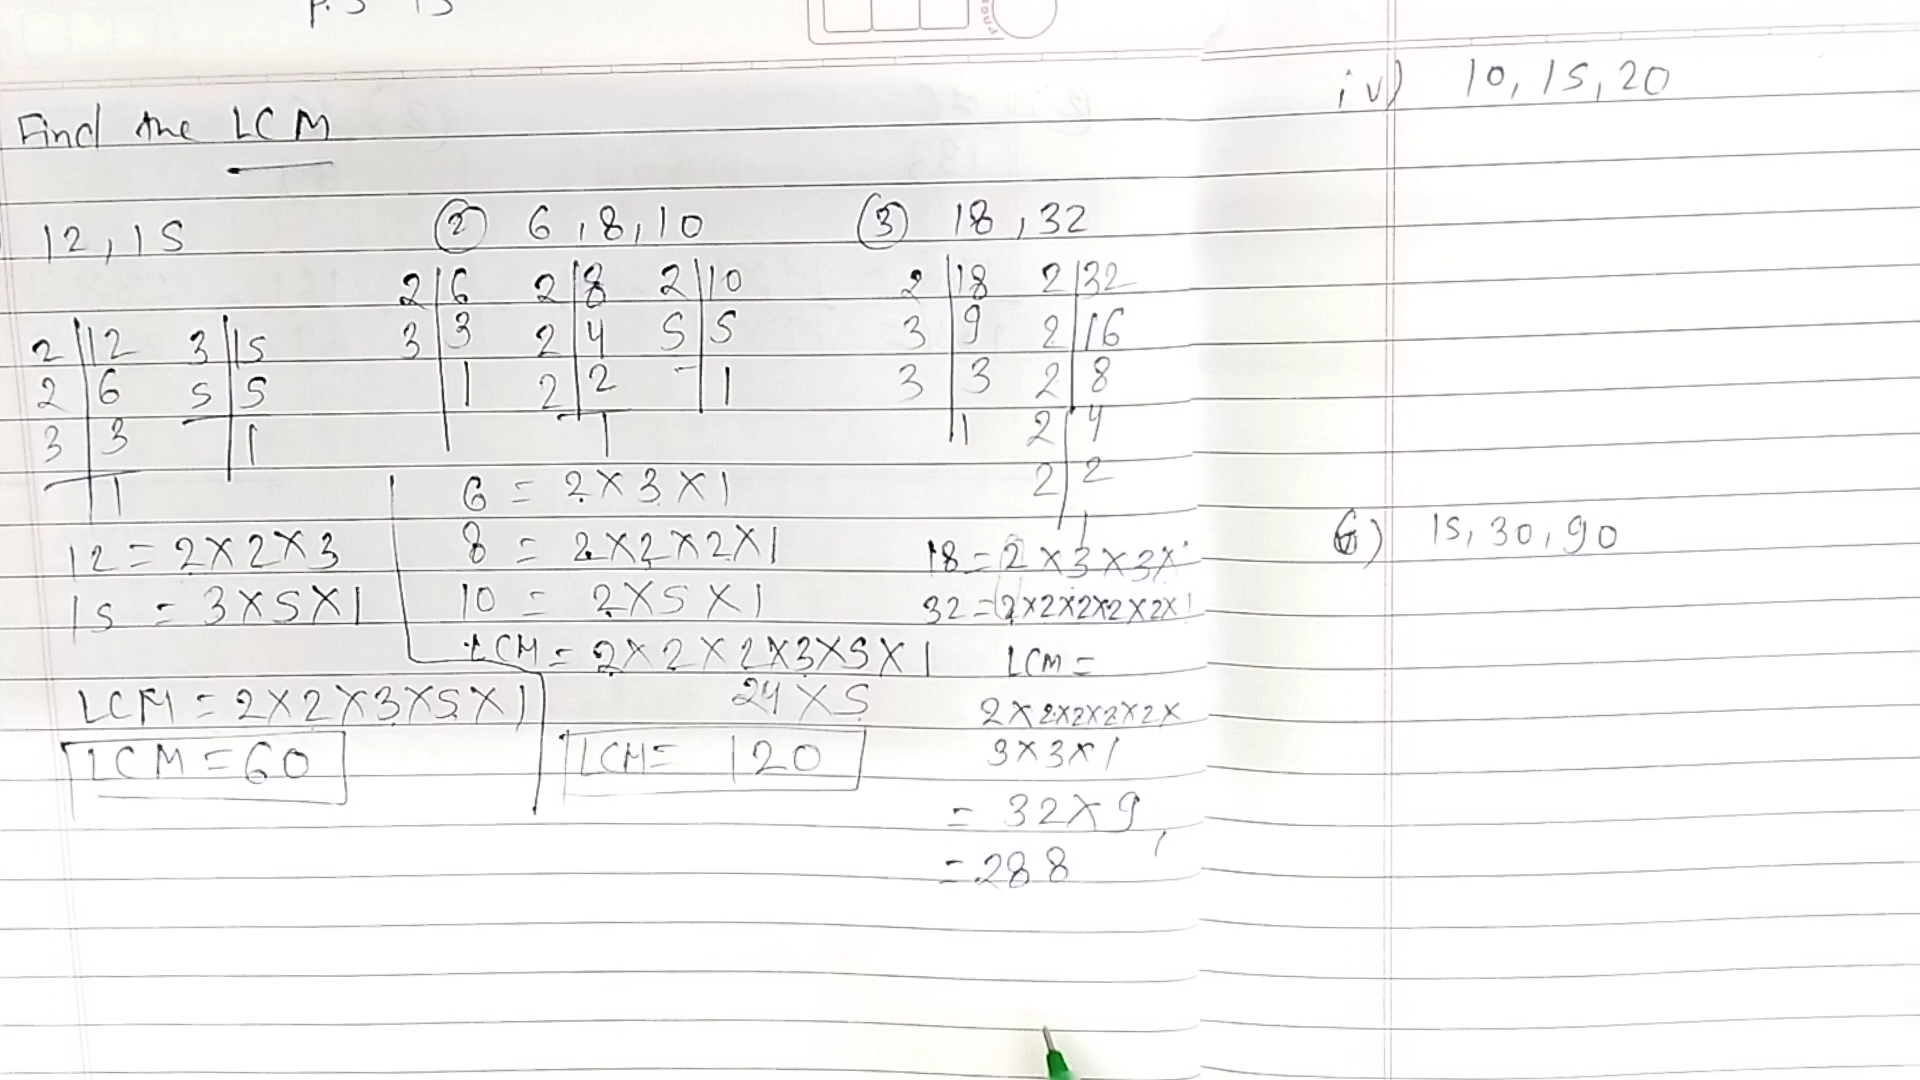 Find the LCM
12, 15
2 | 12 3 | 15
2 | 6 5 | 5
3 | 3 | 1
| 1
12 = 2×2×3
15 = 3×5×1
LCM = 2×2×3×5×1
LCM = 60
② 6, 8, 10
2 | 6 2 | 8 2 | 10
3 | 3 2 | 4 5 | 5
| 1 2 | 2 | 1
| 1
6 = 2×3×1
8 = 2×2×2×1
10 = 2×5×1
LCM = 2×2×2×3×5×1
24×5
LCM = 120
③ 18, 32
2 | 18 2 | 32
3 | 9 2 | 16
3 | 3 2 | 8
| 1 2 | 4
2 | 2
| 1
18 = 2×3×3×
32 = 2×2×2×2×2×1
LCM =
2×2×2×2×2×
3×3×1
= 32×9
= 288
iv) 10, 15, 20
6) 15, 30, 90